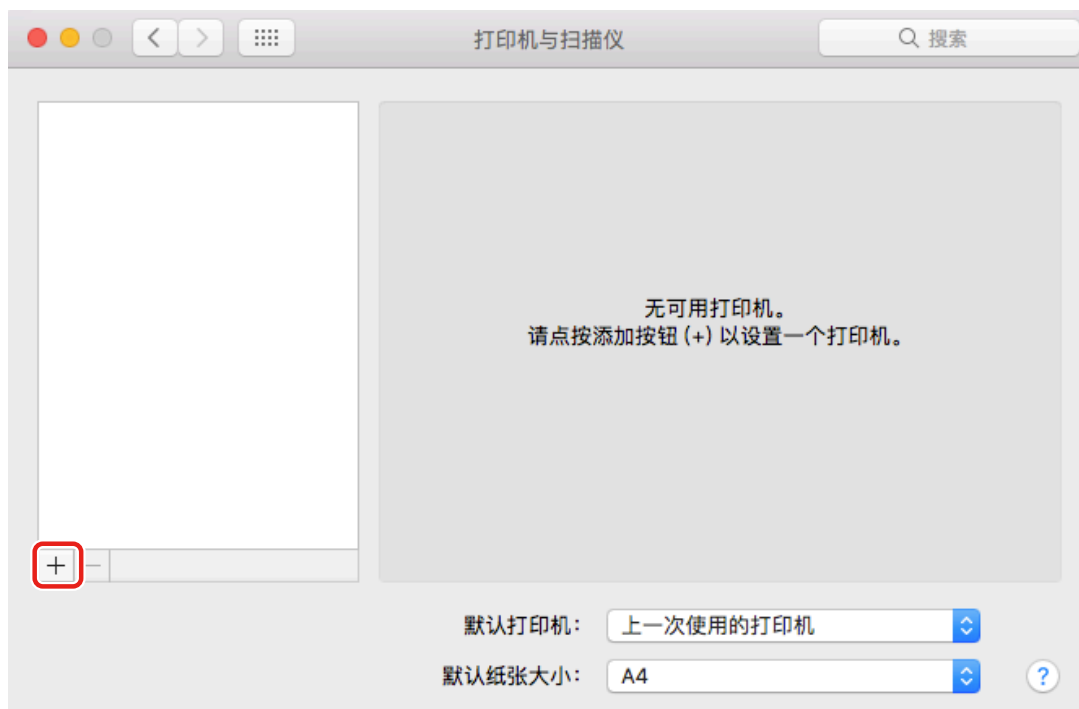 打印机与扫描仪
搜索
无可用打印机。
请点按添加按钮 (+) 以设置一个打印机。
+ −
默认打印机： 上一次使用的打印机
默认纸张大小： A4
?